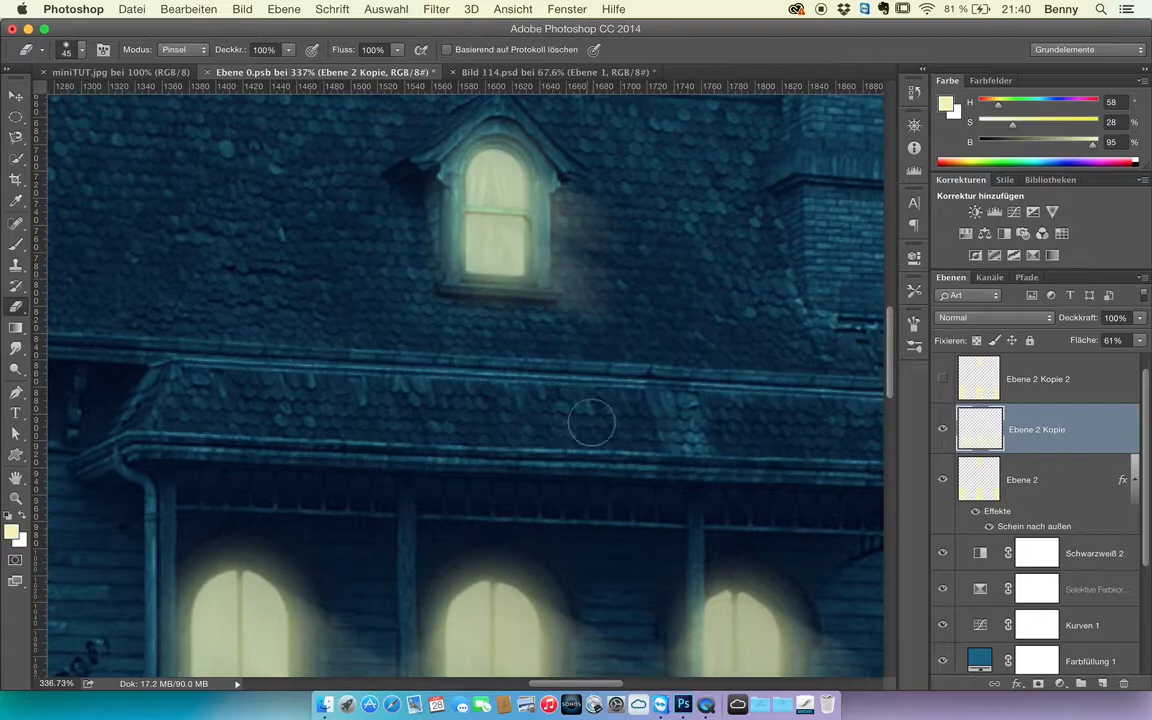 Photoshop Datei Bearbeiten Bild Ebene Schrift Auswahl Filter 3D Ansicht Fenster Hilfe 81 % 21:40 Benny
Adobe Photoshop CC 2014
45 Modus: Pinsel Deckkr.: 100% Fluss: 100% Basierend auf Protokoll löschen Grundelemente
miniTUT.jpg bei 100% (RGB/8) Ebene 0.psb bei 337% (Ebene 2 Kopie, RGB/8#) * Bild 114.psd bei 67.6% (Ebene 1, RGB/8#) *
1280 1300 1320 1340 1360 1380 1400 1420 1440 1460 1480 1500 1520 1540 1560 1580 1600 1620 1640 1660 1680 1700 1720 1740 1760 1780 1800 1820 1840 1860
Farbe Farbfelder
H 58 °
S 28 %
B 95 %
Korrekturen Stile Bibliotheken
Korrektur hinzufügen
Ebenen Kanäle Pfade
Art
Normal Deckkraft: 100%
Fixieren: Fläche: 61%
Ebene 2 Kopie 2
Ebene 2 Kopie
Ebene 2 fx
Effekte
Schein nach außen
Schwarzweiß 2
Selektive Farbkor...
Kurven 1
Farbfüllung 1
336.73% Dok: 17.2 MB/90.0 MB